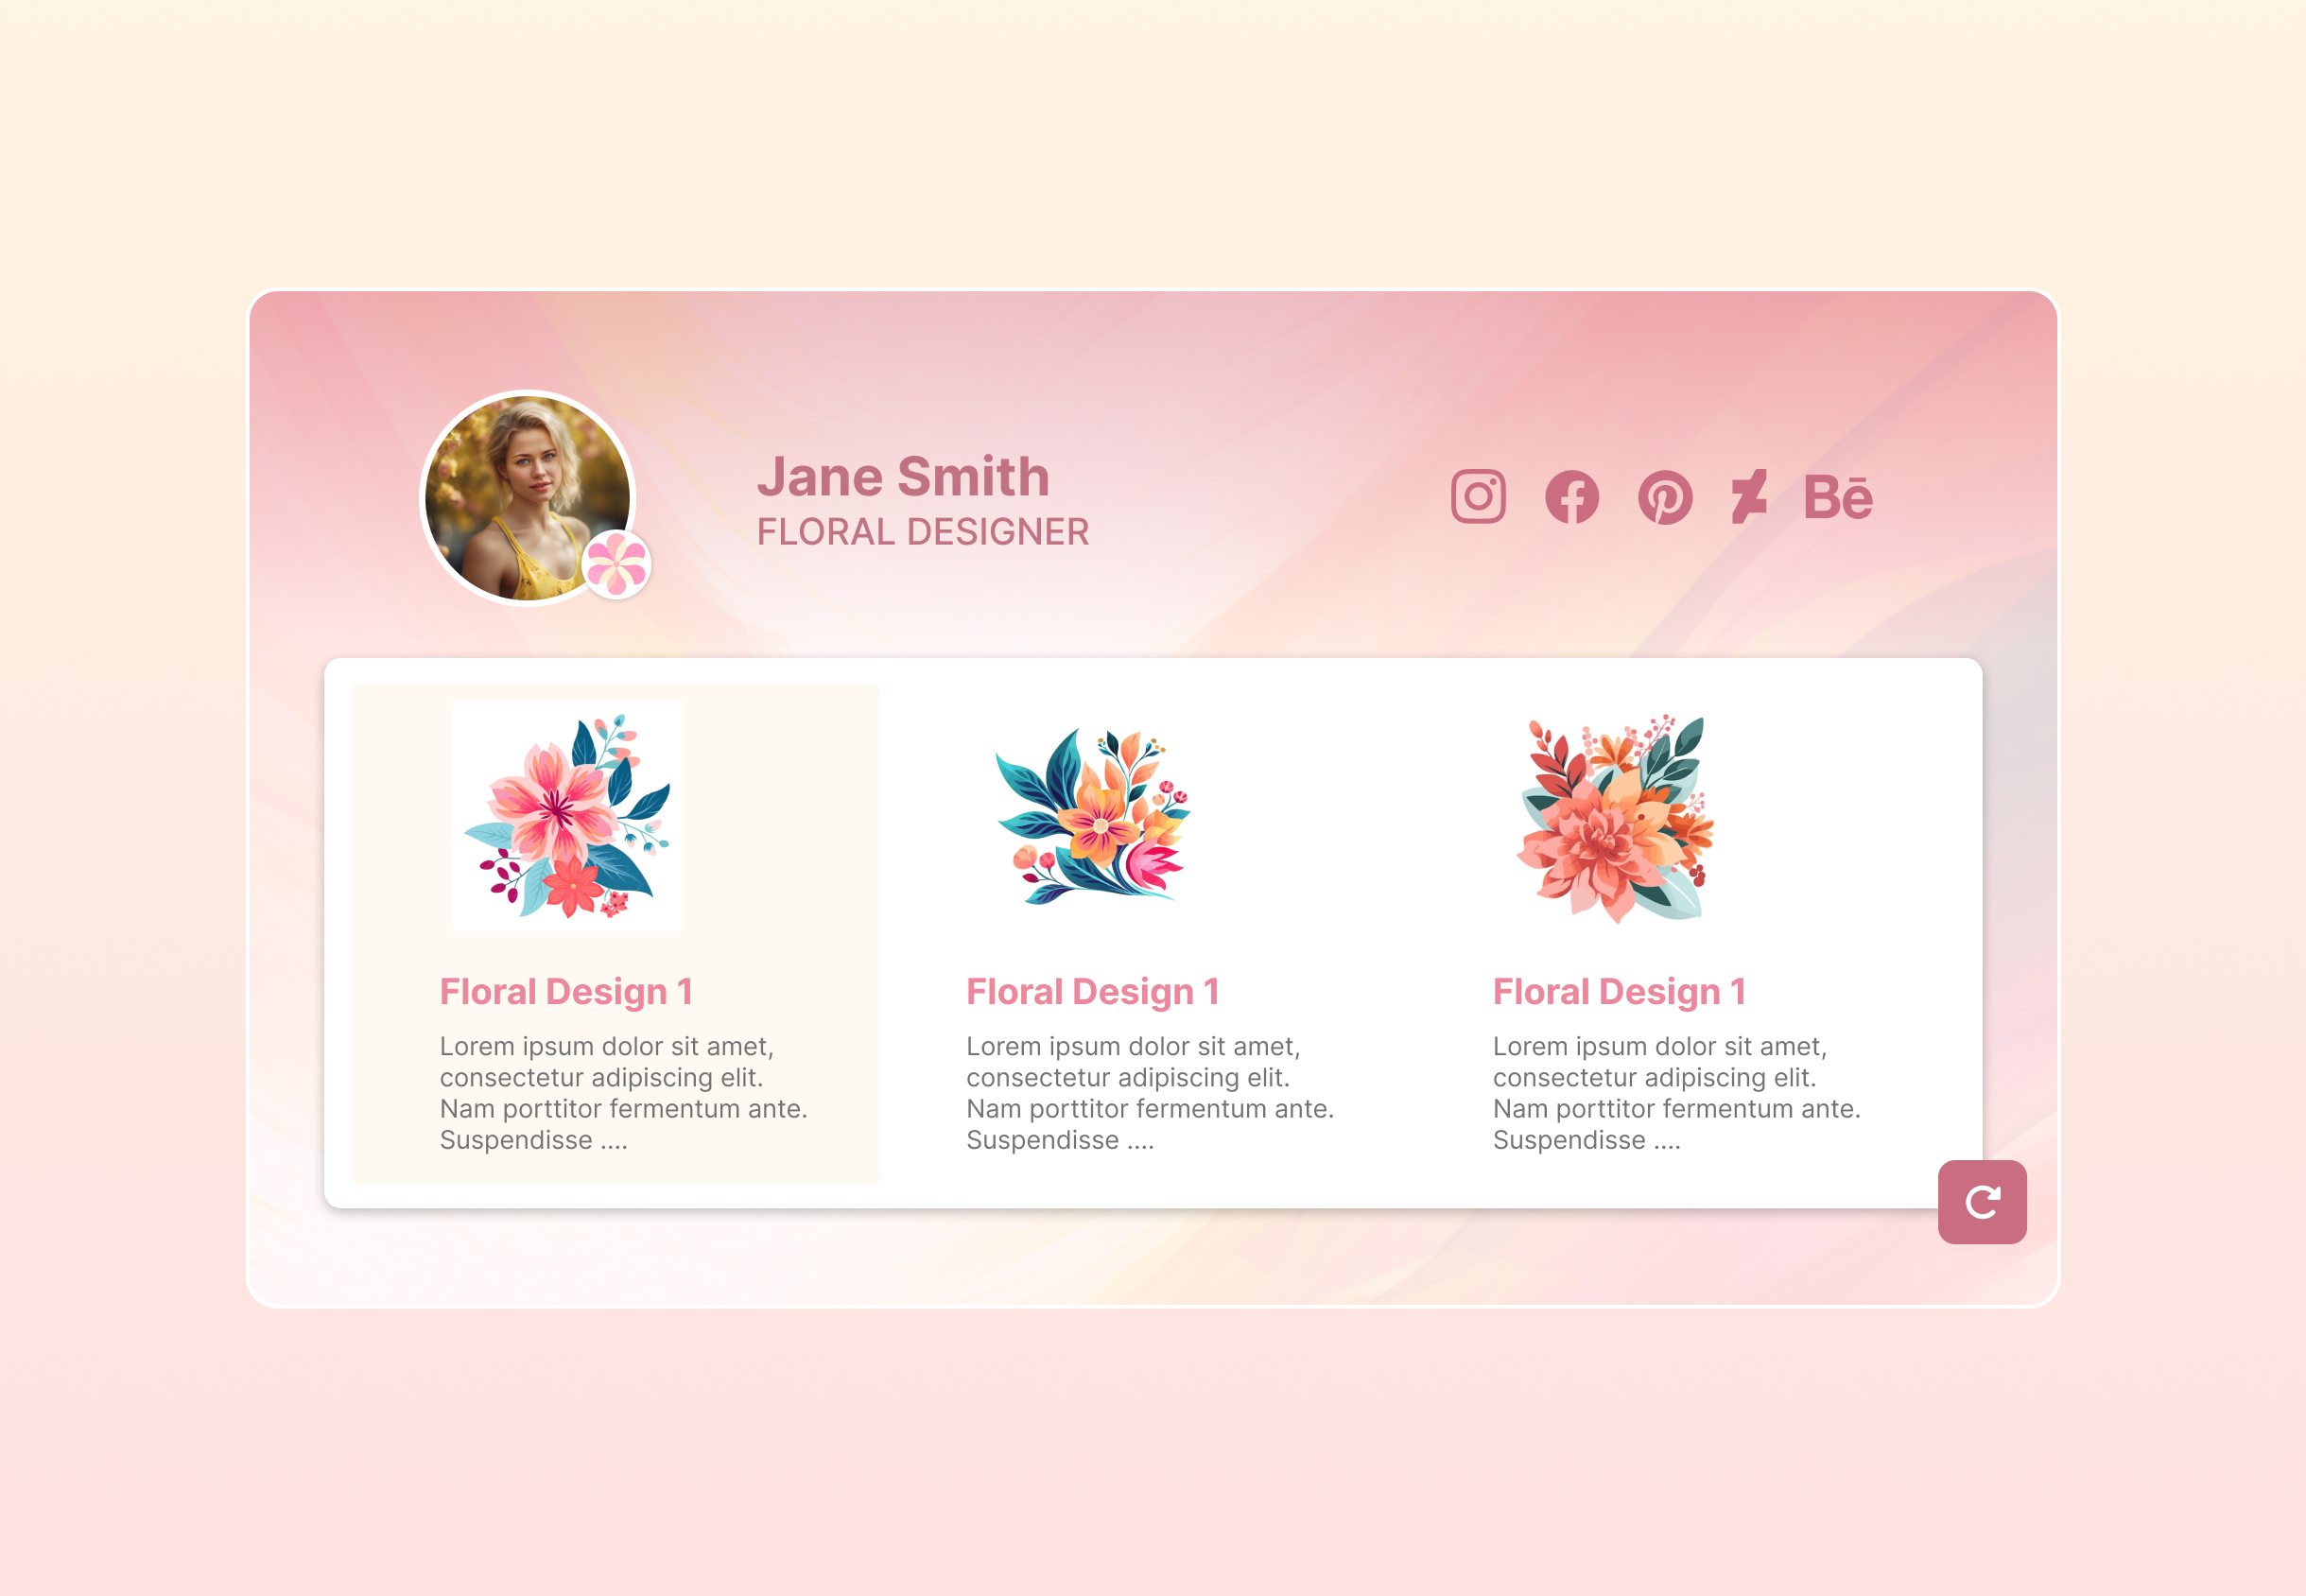 Jane Smith
FLORAL DESIGNER
Bē
Floral Design 1
Lorem ipsum dolor sit amet,
consectetur adipiscing elit.
Nam porttitor fermentum ante.
Suspendisse ....
Floral Design 1
Lorem ipsum dolor sit amet,
consectetur adipiscing elit.
Nam porttitor fermentum ante.
Suspendisse ....
Floral Design 1
Lorem ipsum dolor sit amet,
consectetur adipiscing elit.
Nam porttitor fermentum ante.
Suspendisse ....